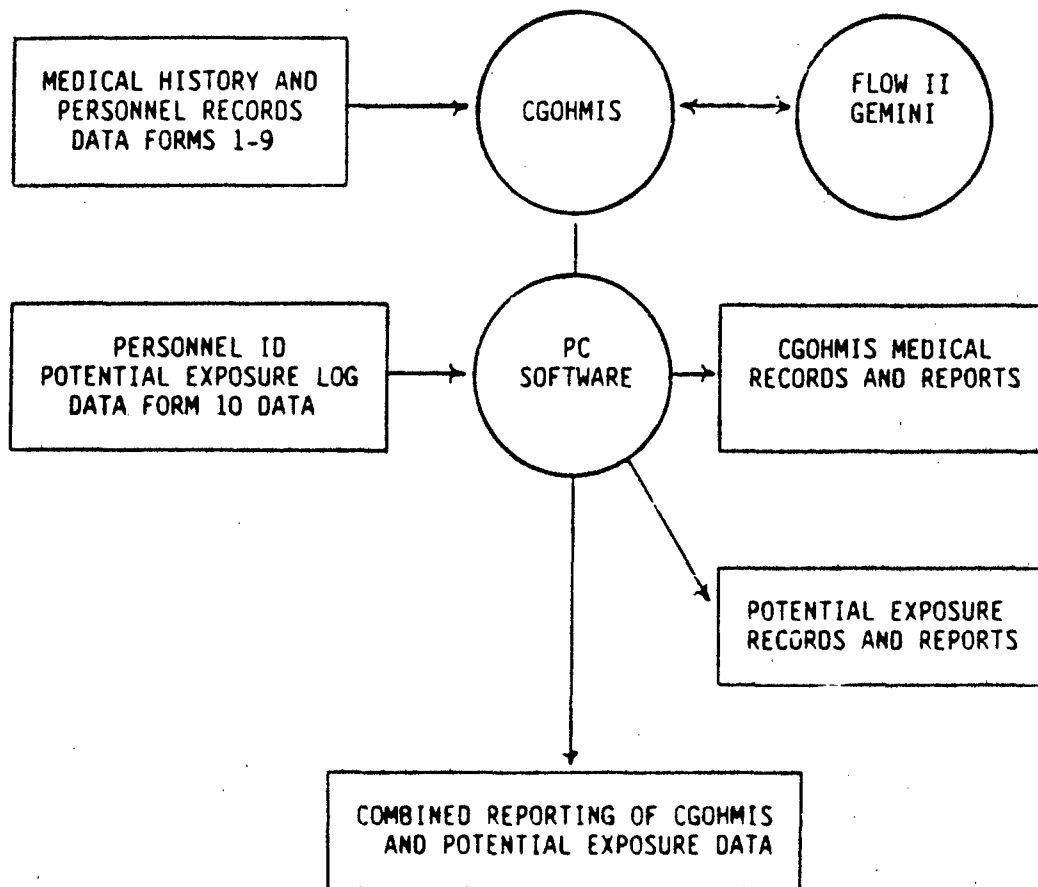 MEDICAL HISTORY AND
PERSONNEL RECORDS
DATA FORMS 1-9
CGOHMIS
FLOW II
GEMINI
PERSONNEL ID
POTENTIAL EXPOSURE LOG
DATA FORM 10 DATA
PC
SOFTWARE
CGOHMIS MEDICAL
RECORDS AND REPORTS
POTENTIAL EXPOSURE
RECORDS AND REPORTS
COMBINED REPORTING OF CGOHMIS
AND POTENTIAL EXPOSURE DATA